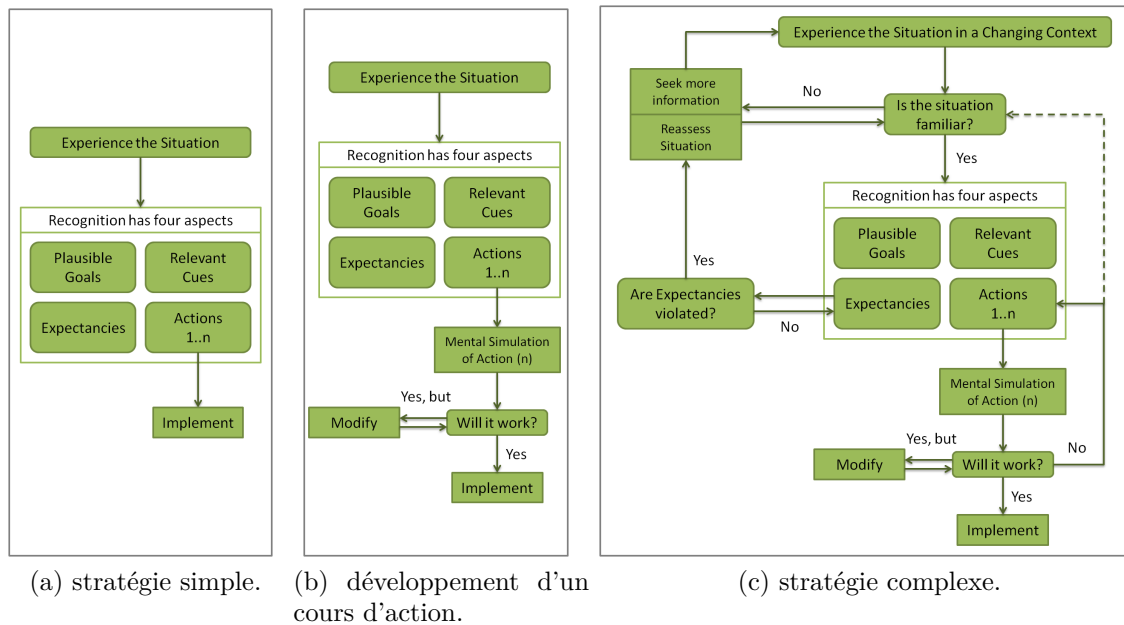 Experience the Situation
Recognition has four aspects
Plausible
Goals
Relevant
Cues
Expectancies
Actions
1..n
Implement
(a) stratégie simple.
Experience the Situation
Recognition has four aspects
Plausible
Goals
Relevant
Cues
Expectancies
Actions
1..n
Mental Simulation
of Action (n)
Yes, but
Modify
Will it work?
Yes
Implement
(b) développement d'un
cours d'action.
Experience the Situation in a Changing Context
Seek more
information
No
Is the situation
familiar?
Reassess
Situation
Yes
Recognition has four aspects
Plausible
Goals
Relevant
Cues
Yes
Are Expectancies
violated?
No
Expectancies
Actions
1..n
Mental Simulation
of Action (n)
Yes, but
Modify
Will it work?
No
Yes
Implement
(c) stratégie complexe.